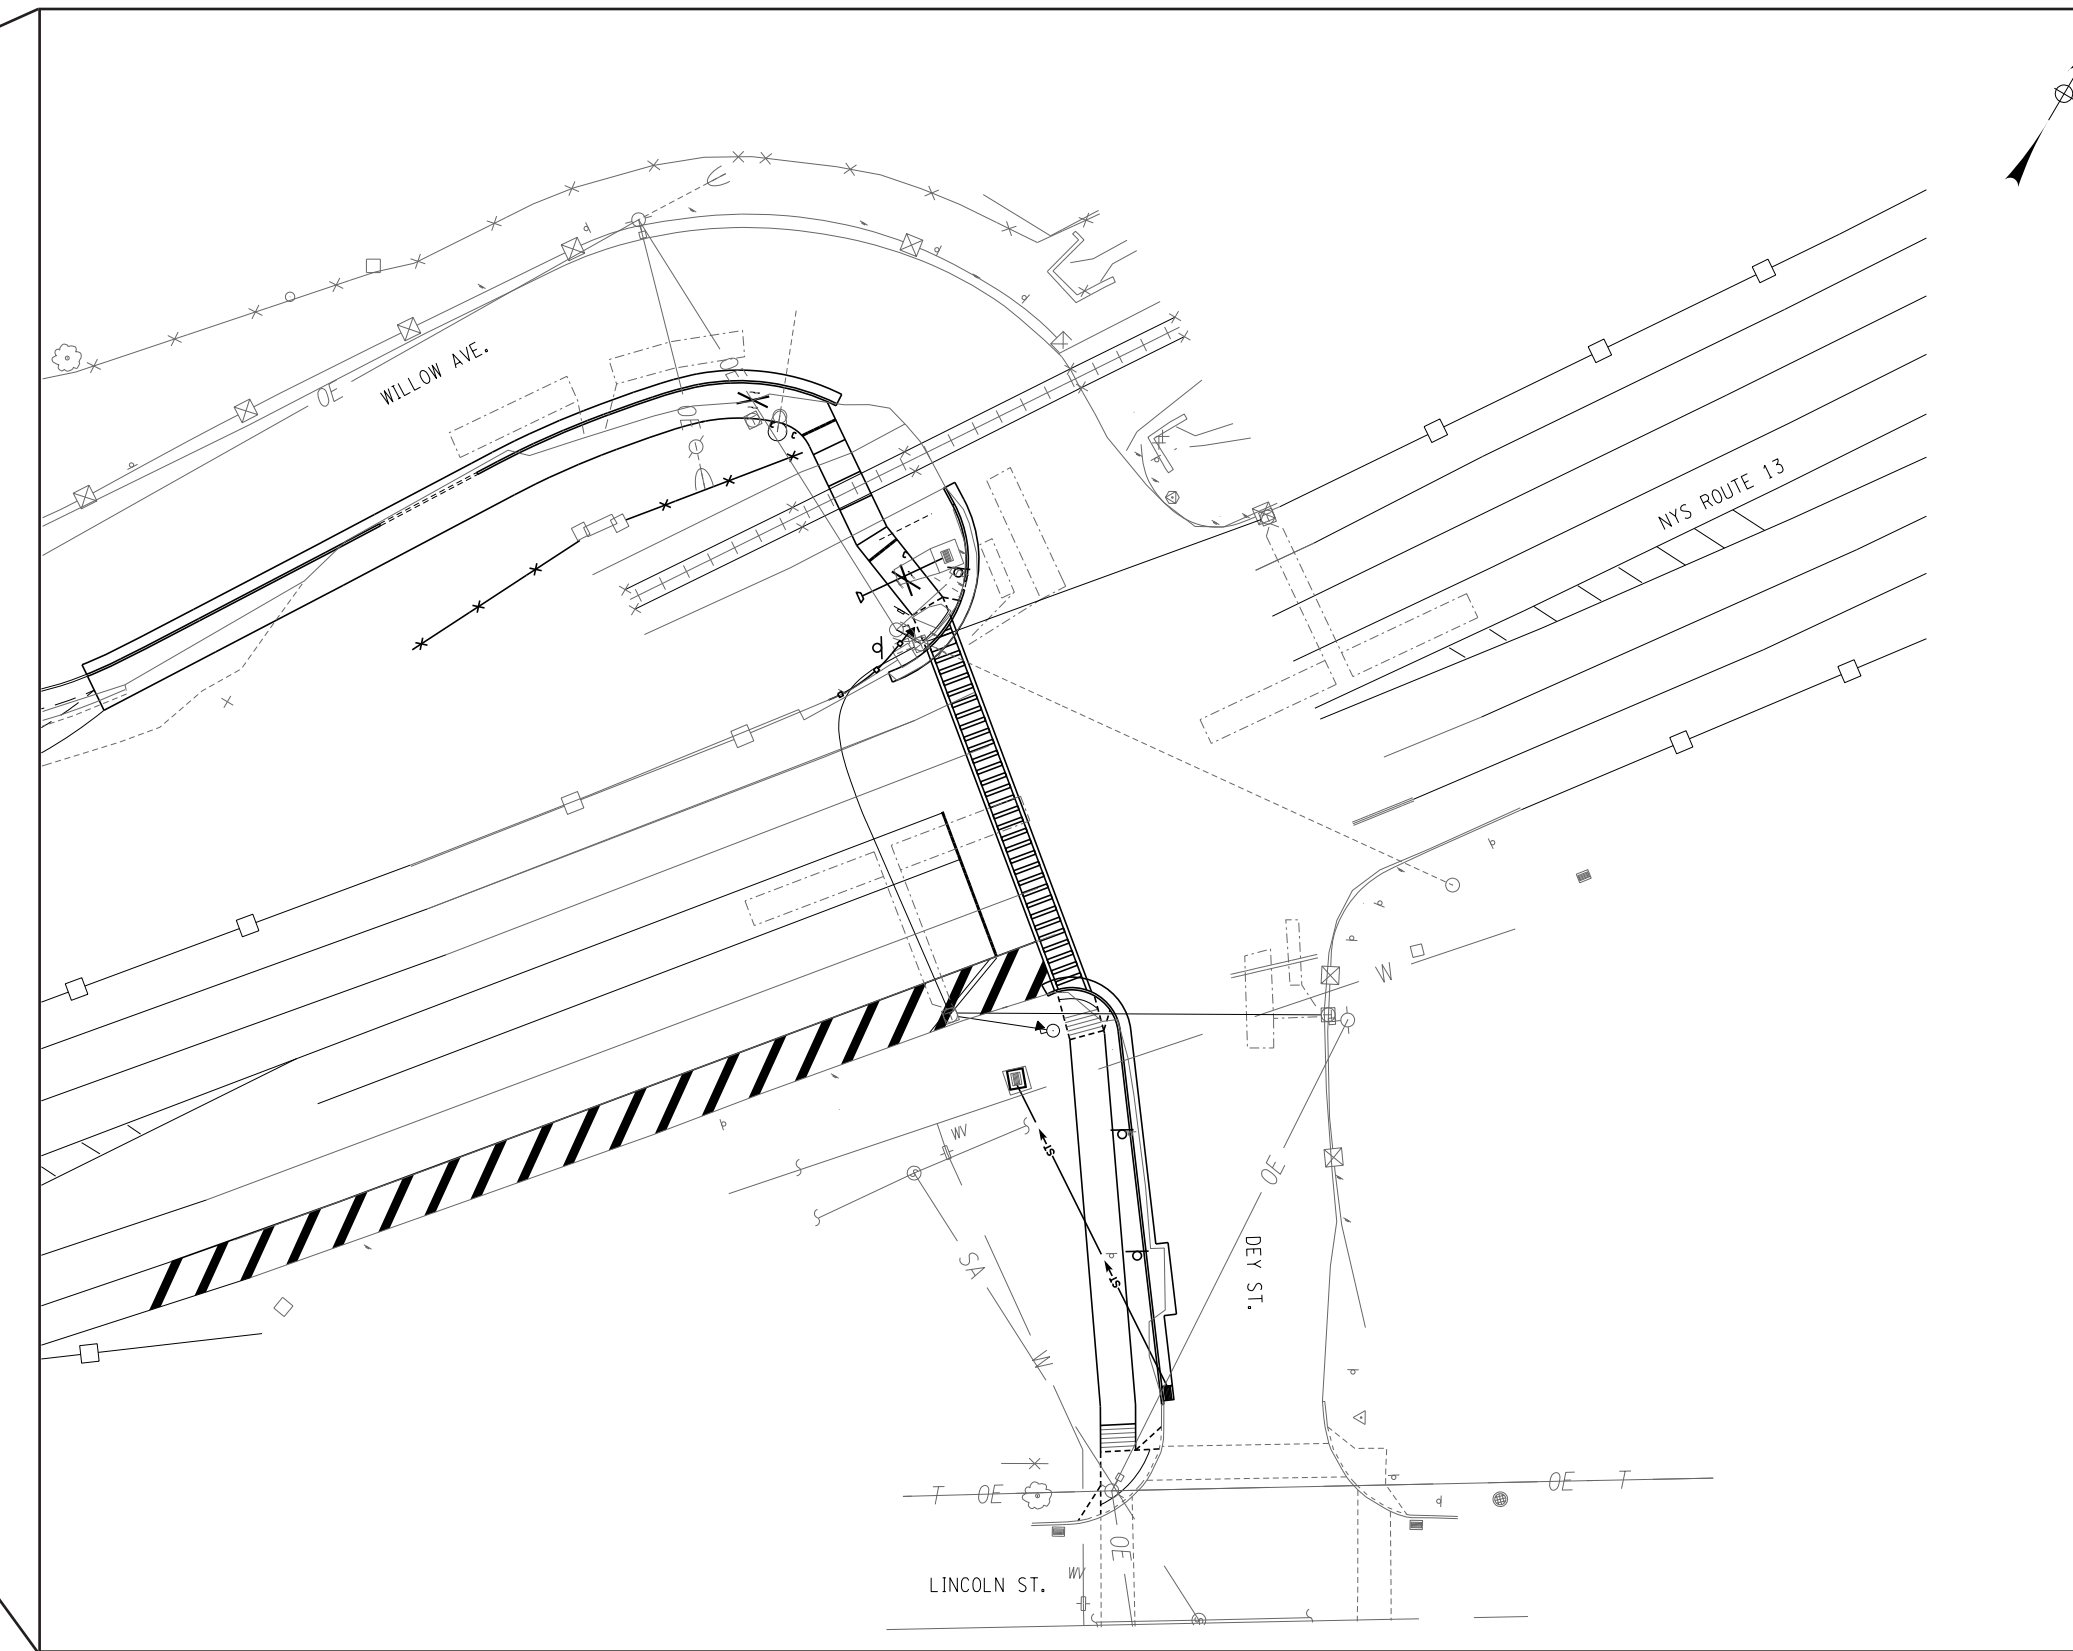 WILLOW AVE.
OE
NYS ROUTE 13
W
WV
ST
OE
SA
DEY ST.
ST
W
T OE
OE T
OE
WV
LINCOLN ST.